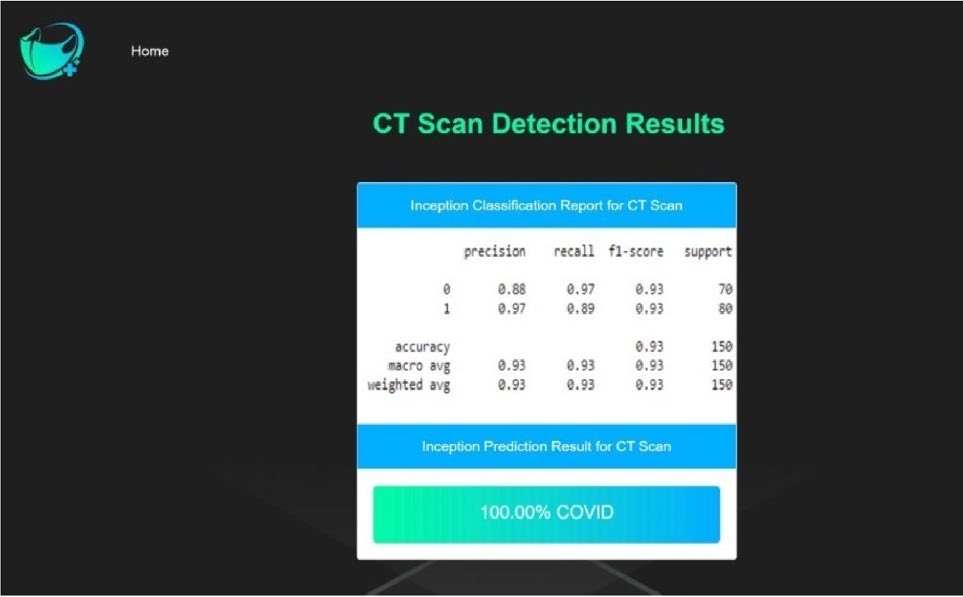 Home
CT Scan Detection Results
Inception Classification Report for CT Scan
precision recall f1-score support
0 0.88 0.97 0.93 70
1 0.97 0.89 0.93 80
accuracy 0.93 150
macro avg 0.93 0.93 0.93 150
weighted avg 0.93 0.93 0.93 150
Inception Prediction Result for CT Scan
100.00% COVID